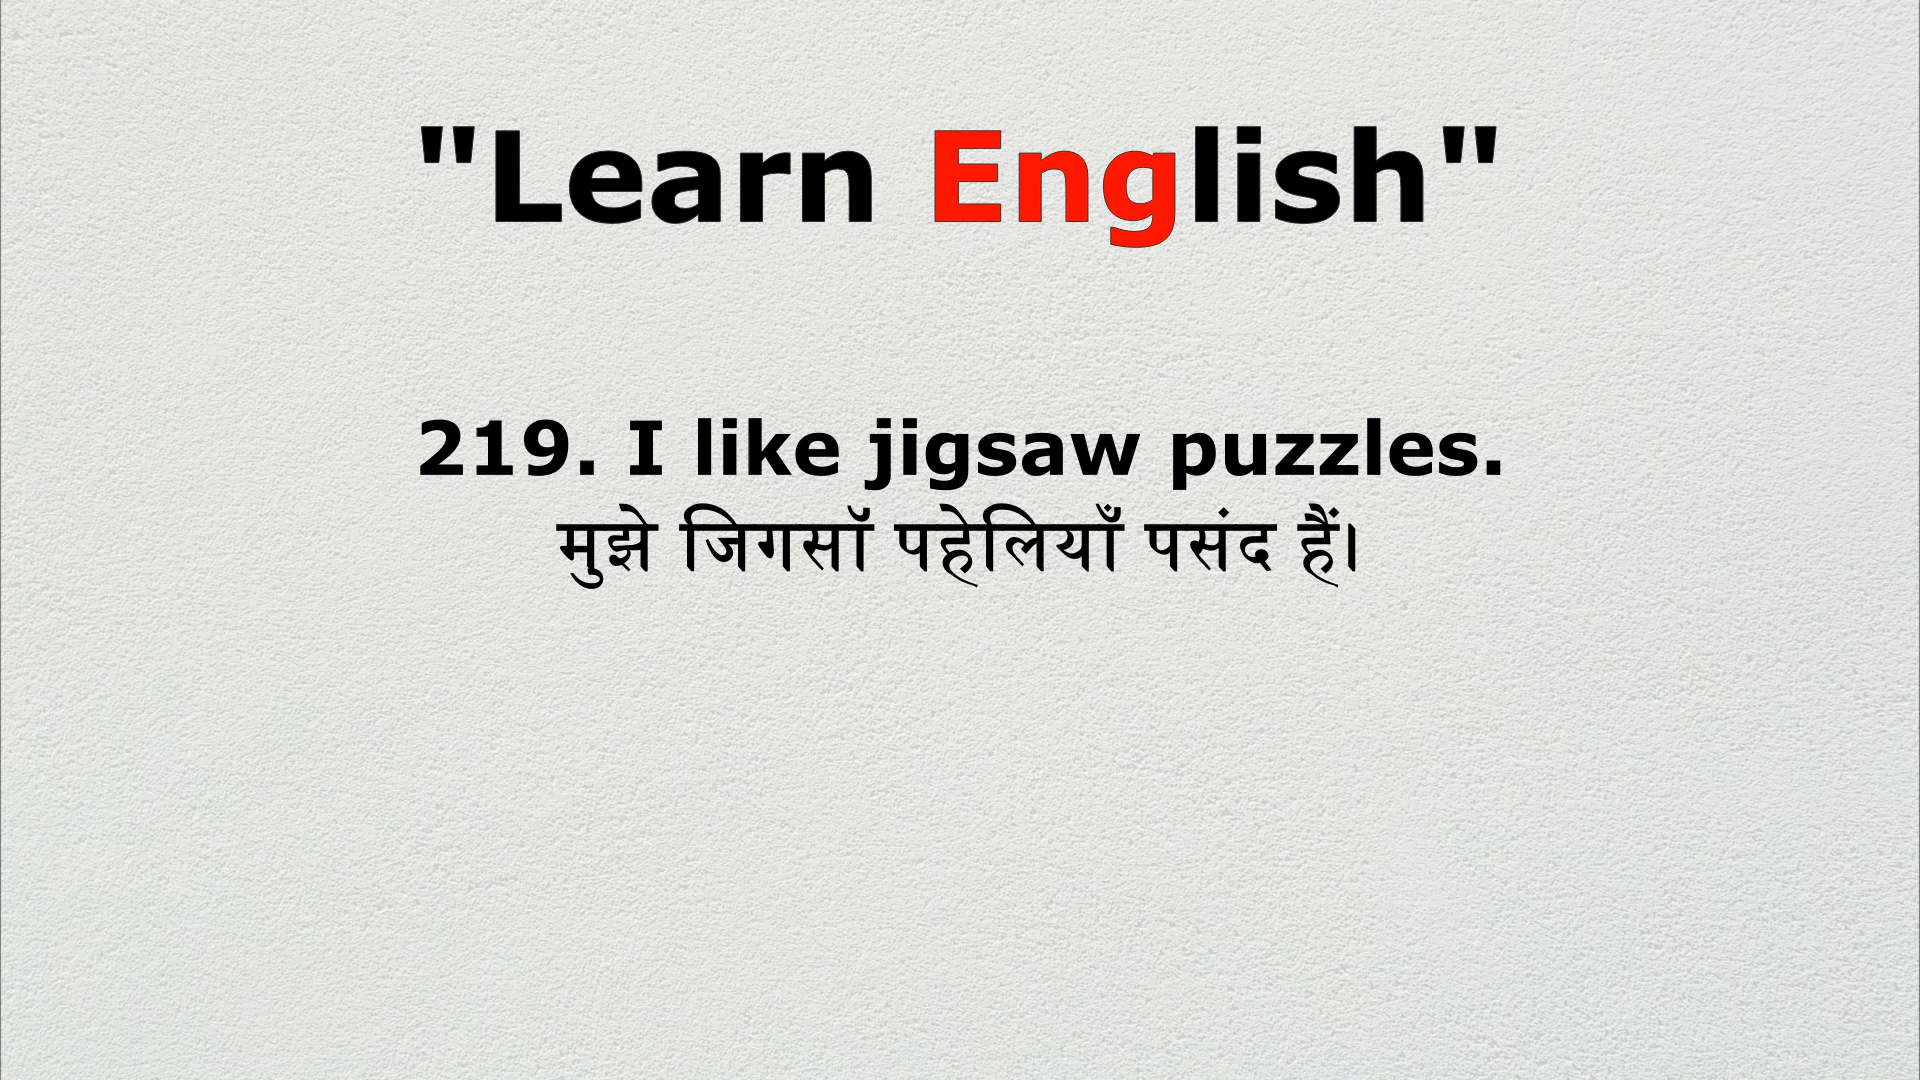 "Learn English"
219. I like jigsaw puzzles.
मुझे जिगसॉ पहेलियाँ पसंद हैं।